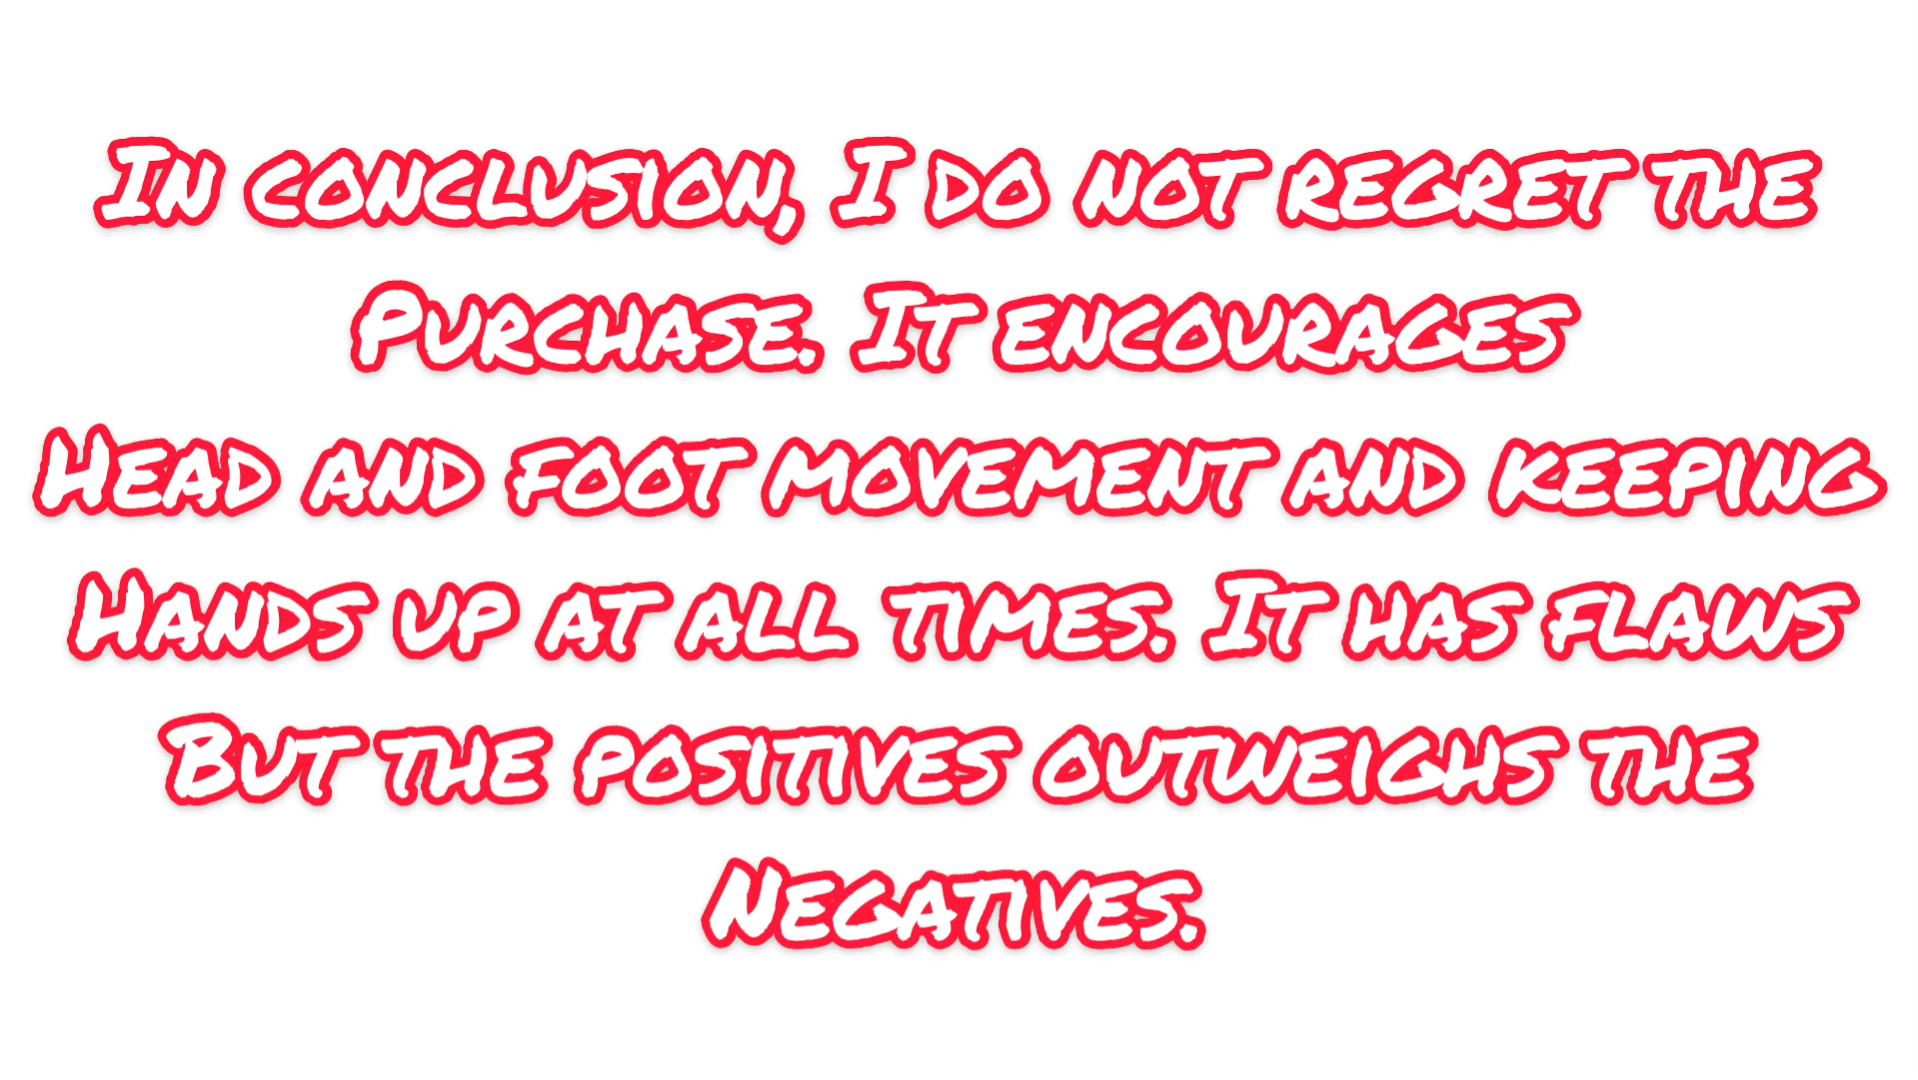 In conclusion, I do not regret the
Purchase. It encourages
Head and foot movement and keeping
Hands up at all times. It has flaws
But the positives outweighs the
Negatives.